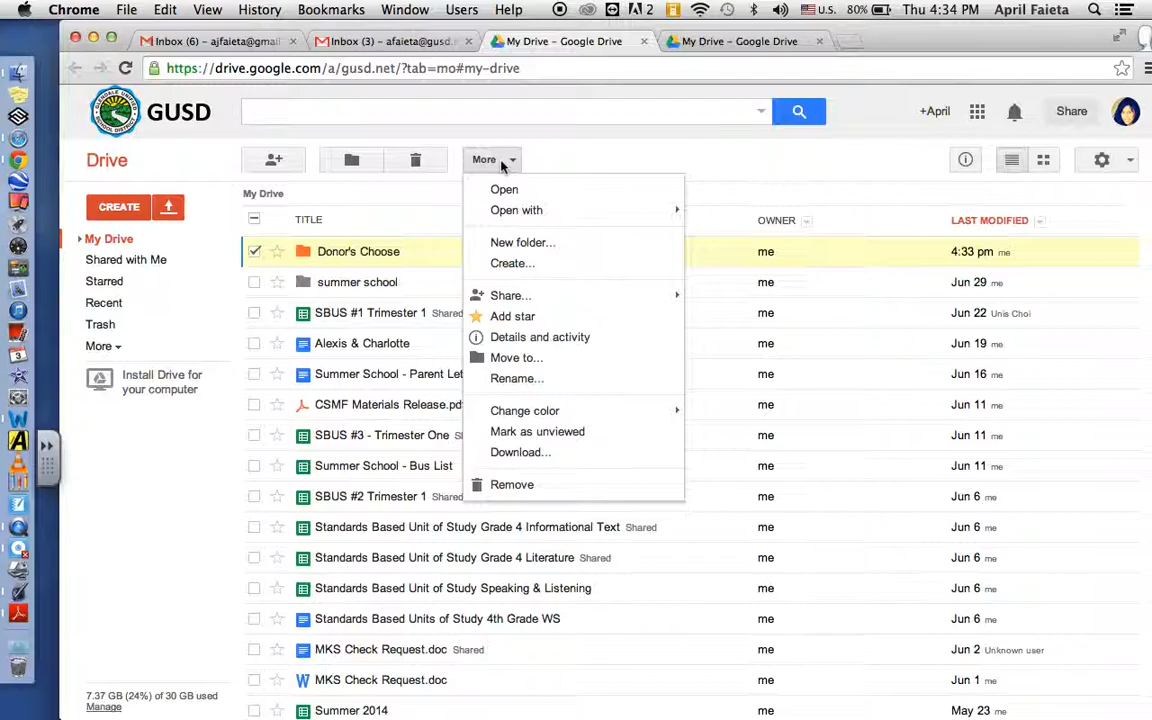 Chrome File Edit View History Bookmarks Window Users Help A 2 U.S. 80% Thu 4:34 PM April Faieta
Inbox (6) - ajfaieta@gmai × Inbox (3) - afaieta@gusd. × My Drive - Google Drive × My Drive - Google Drive ×
https://drive.google.com/a/gusd.net/?tab=mo#my-drive
GUSD +April Share
Drive More
My Drive
CREATE
TITLE OWNER LAST MODIFIED
My Drive
Shared with Me
Starred
Recent
Trash
More
Install Drive for
your computer
Donor's Choose me 4:33 pm me
summer school me Jun 29 me
SBUS #1 Trimester 1 Shared me Jun 22 Unis Choi
Alexis & Charlotte me Jun 19 me
Summer School - Parent Let me Jun 16 me
CSMF Materials Release.pd me Jun 11 me
SBUS #3 - Trimester One me Jun 11 me
Summer School - Bus List me Jun 11 me
SBUS #2 Trimester 1 Shared me Jun 6 me
Standards Based Unit of Study Grade 4 Informational Text Shared me Jun 6 me
Standards Based Unit of Study Grade 4 Literature Shared me Jun 6 me
Standards Based Unit of Study Speaking & Listening me Jun 6 me
Standards Based Units of Study 4th Grade WS me Jun 6 me
MKS Check Request.doc Shared me Jun 2 Unknown user
MKS Check Request.doc me Jun 1 me
Summer 2014 me May 23 me
Open
Open with
New folder...
Create...
Share...
Add star
Details and activity
Move to...
Rename...
Change color
Mark as unviewed
Download...
Remove
7.37 GB (24%) of 30 GB used
Manage